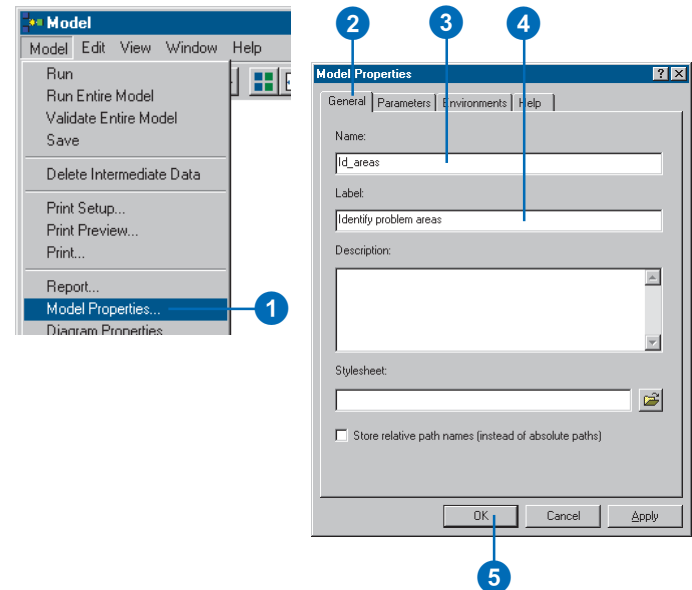 Model
Model Edit View Window Help
Run
Run Entire Model
Validate Entire Model
Save
Delete Intermediate Data
Print Setup...
Print Preview...
Print...
Report...
Model Properties...
1
Diagram Properties
2 3 4
Model Properties
General Parameters Environments Help
Name:
Id_areas
Label:
Identify problem areas
Description:
Stylesheet:
Store relative path names (instead of absolute paths)
OK Cancel Apply
5